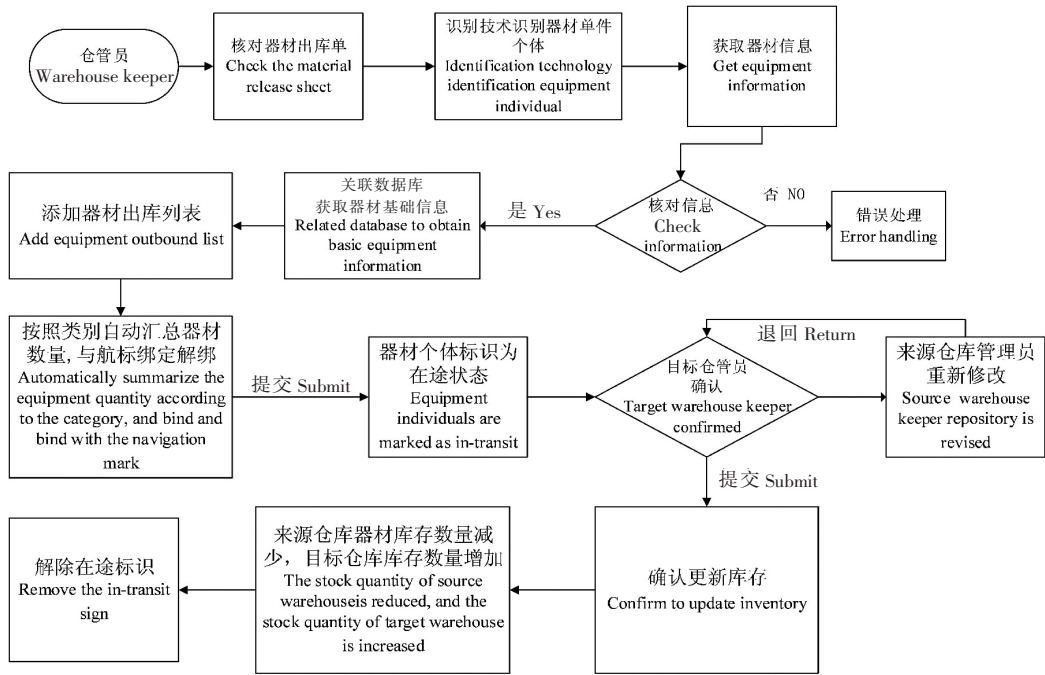 仓管员
Warehouse keeper
核对器材出库单
Check the material
release sheet
识别技术识别器材单件
个体
Identification technology
identification equipment
individual
获取器材信息
Get equipment
information
添加器材出库列表
Add equipment outbound list
关联数据库
获取器材基础信息
Related database to obtain
basic equipment
information
是 Yes
核对信息
Check
information
否 NO
错误处理
Error handling
按照类别自动汇总器材
数量,与航标绑定解绑
Automatically summarize the
equipment quantity according
to the category, and bind and
bind with the navigation
mark
提交 Submit
器材个体标识为
在途状态
Equipment
individuals are
marked as in-transit
目标仓管员
确认
Target warehouse keeper
confirmed
退回 Return
来源仓库管理员
重新修改
Source warehouse
keeper repository is
revised
提交 Submit
解除在途标识
Remove the in-transit
sign
来源仓库器材库存数量减
少，目标仓库库存数量增加
The stock quantity of source
warehouseis reduced, and the
stock quantity of target warehouse
is increased
确认更新库存
Confirm to update inventory